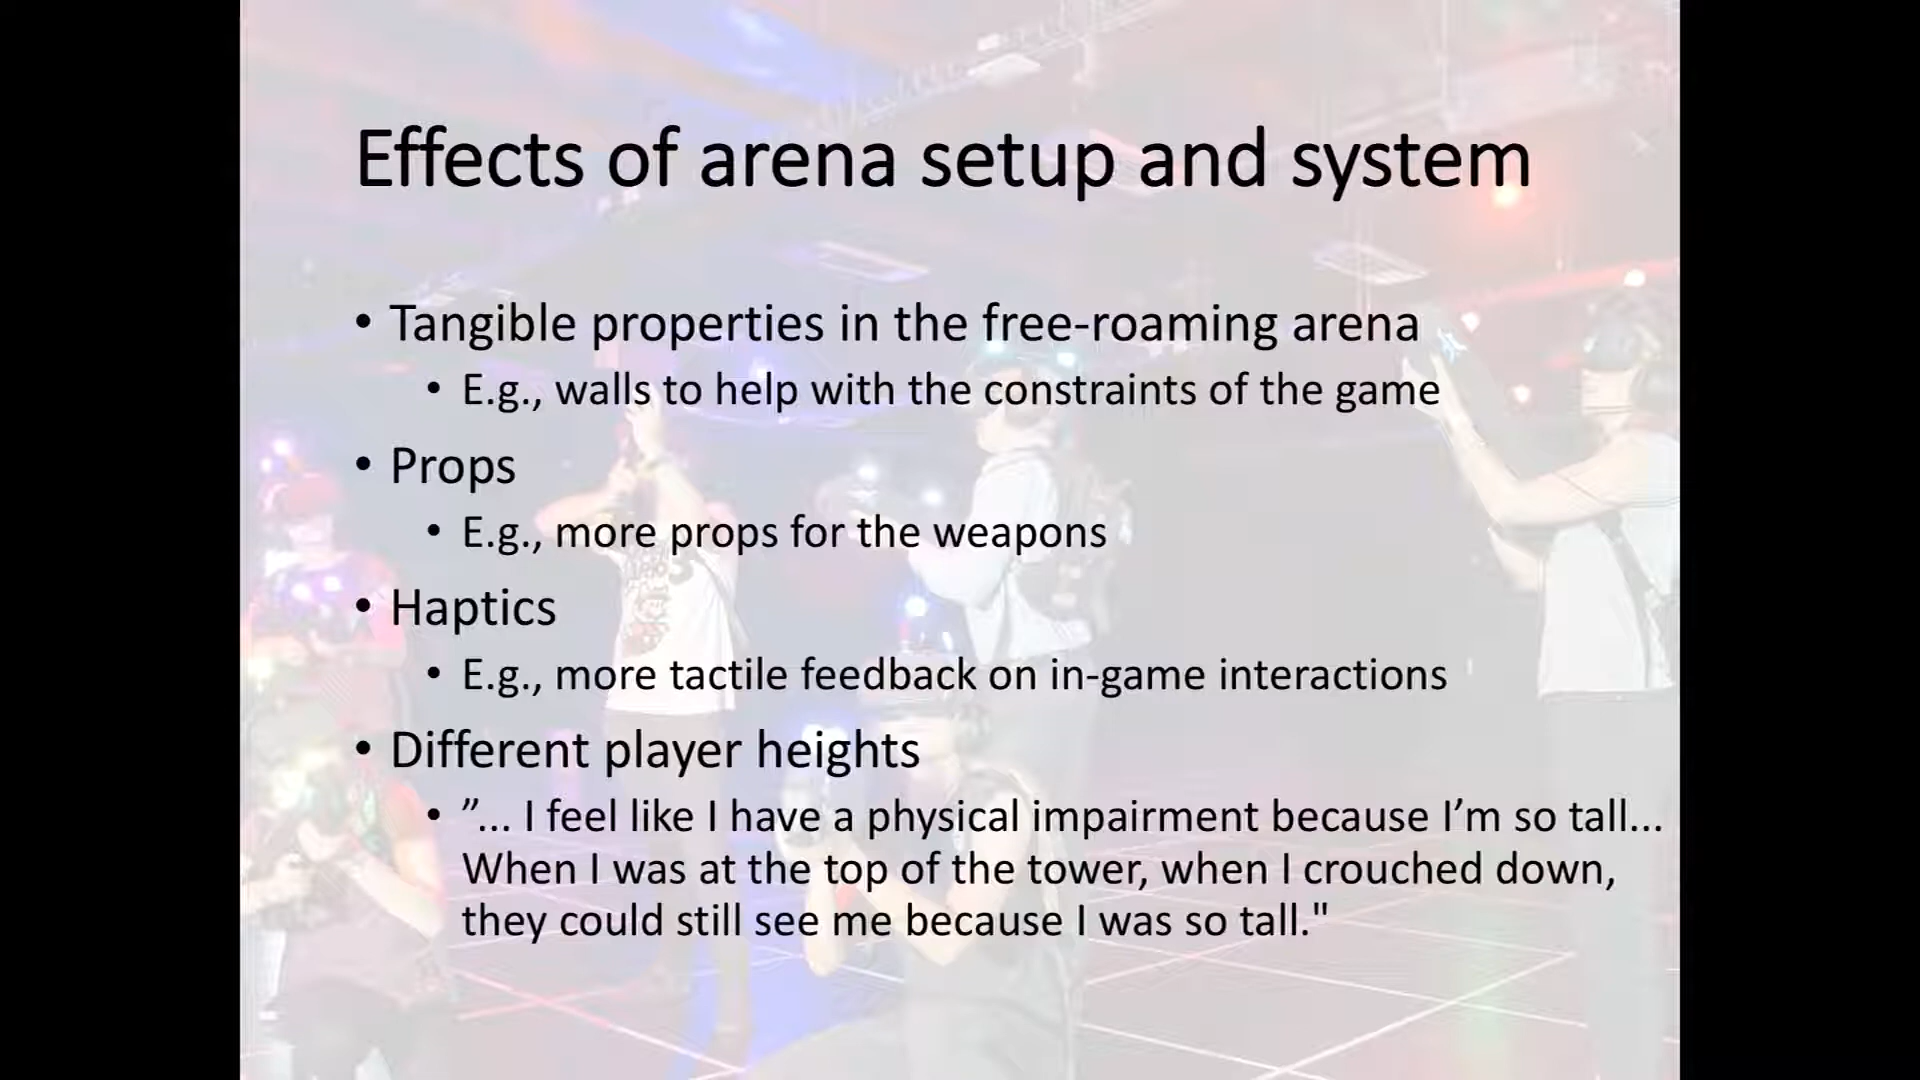 Effects of arena setup and system
• Tangible properties in the free-roaming arena
• E.g., walls to help with the constraints of the game
• Props
• E.g., more props for the weapons
• Haptics
• E.g., more tactile feedback on in-game interactions
• Different player heights
• ”... I feel like I have a physical impairment because I’m so tall...
When I was at the top of the tower, when I crouched down,
they could still see me because I was so tall."